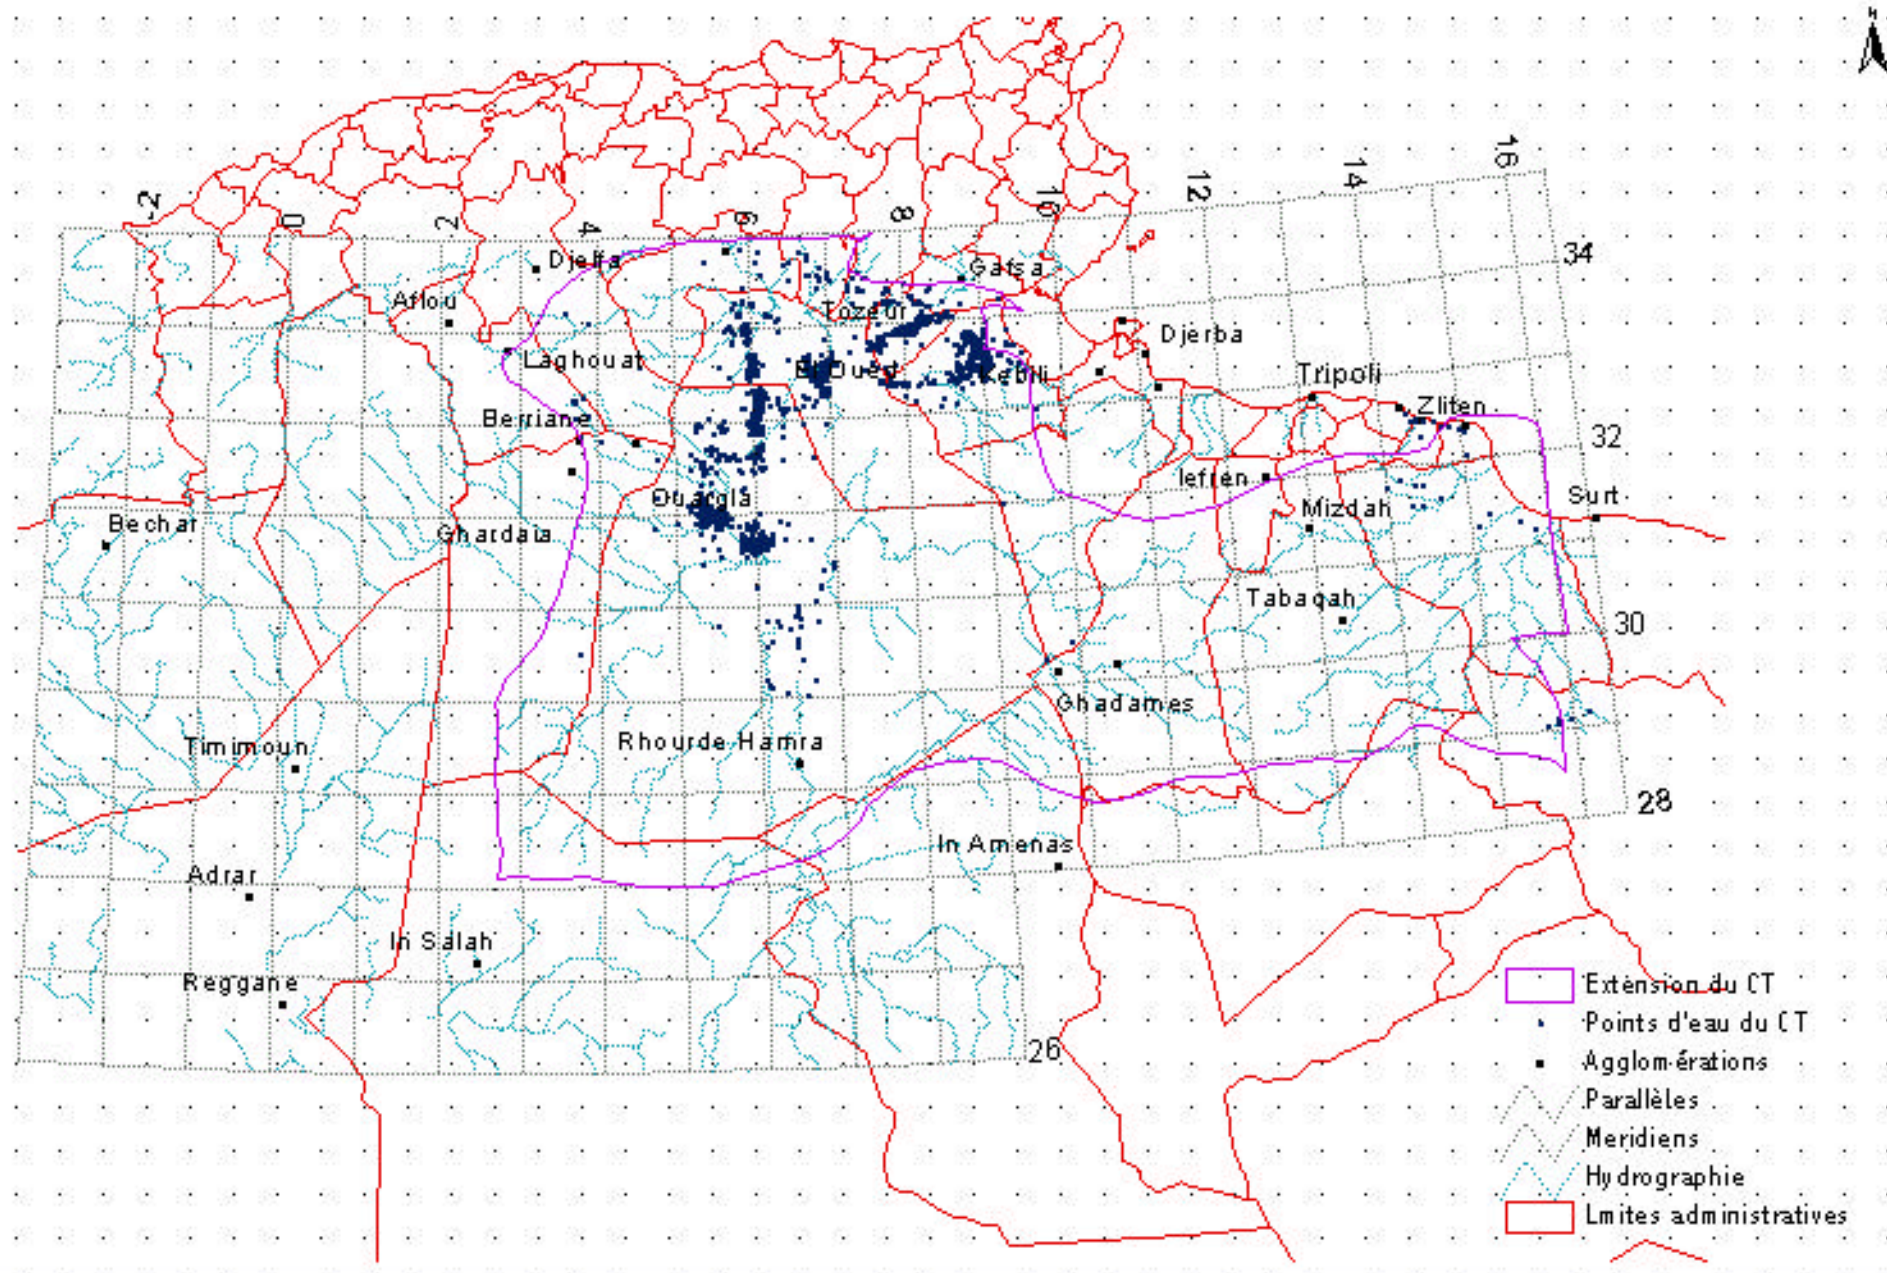 N
-2
0
2
4
6
8
10
12
14
16
34
32
30
28
26
Djelfa
Gafsa
Aflou
Tozeur
Djerba
Laghouat
El Oued
Kebili
Tripoli
Zliten
Berriane
Iefren
Surt
Ouargla
Mizdah
Bechar
Ghardaia
Tabaqah
Ghadames
Timimoun
Rhourde Hamra
In Amenas
Adrar
In Salah
Reggane
Extension du CT
Points d'eau du CT
Agglomérations
Parallèles
Meridiens
Hydrographie
Lmites administratives